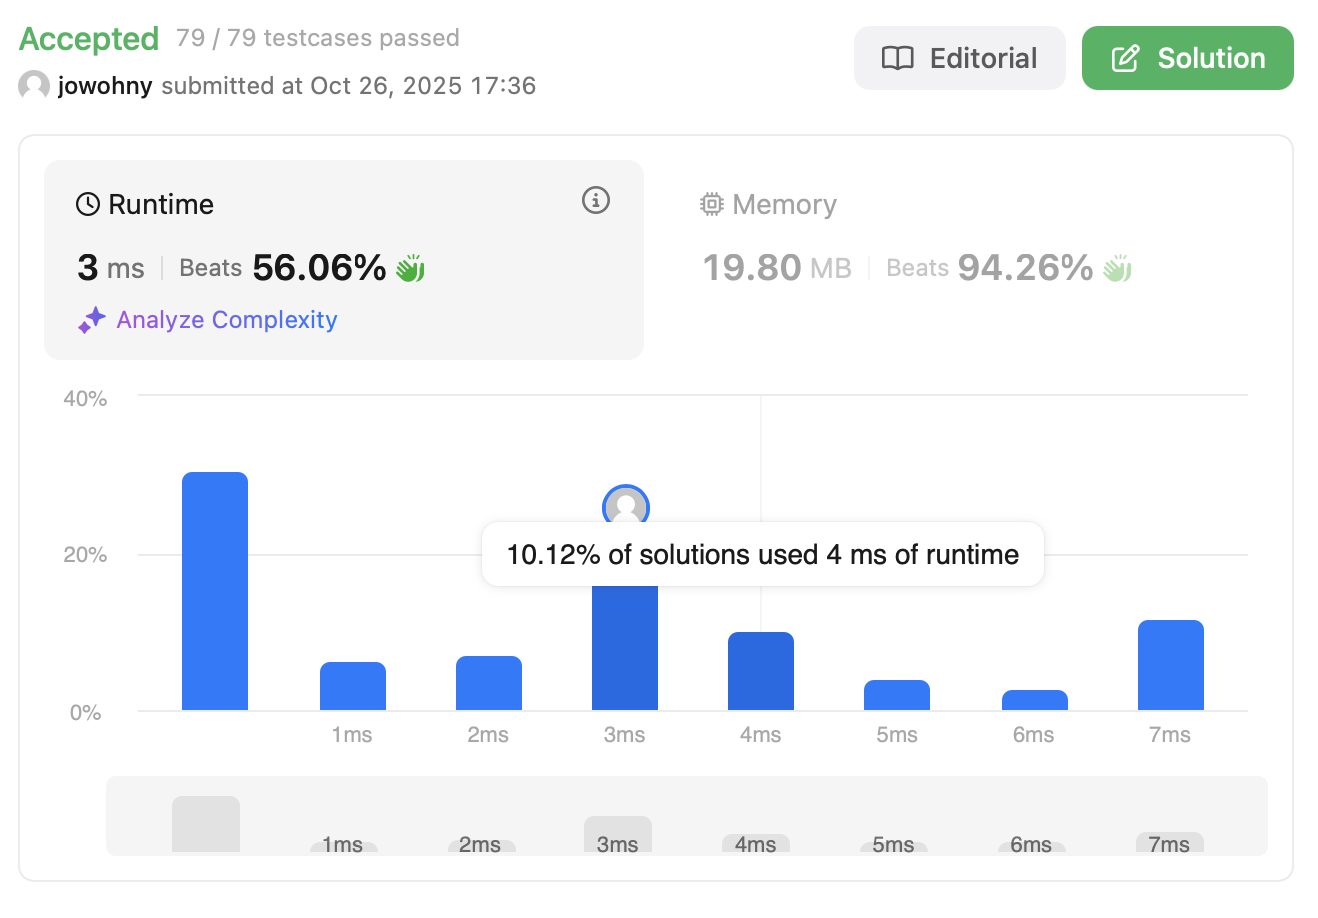 Accepted 79 / 79 testcases passed
jowohny submitted at Oct 26, 2025 17:36
Editorial
Solution
Runtime
3 ms | Beats 56.06%
Analyze Complexity
Memory
19.80 MB | Beats 94.26%
40%
20%
0%
10.12% of solutions used 4 ms of runtime
1ms 2ms 3ms 4ms 5ms 6ms 7ms
1ms 2ms 3ms 4ms 5ms 6ms 7ms